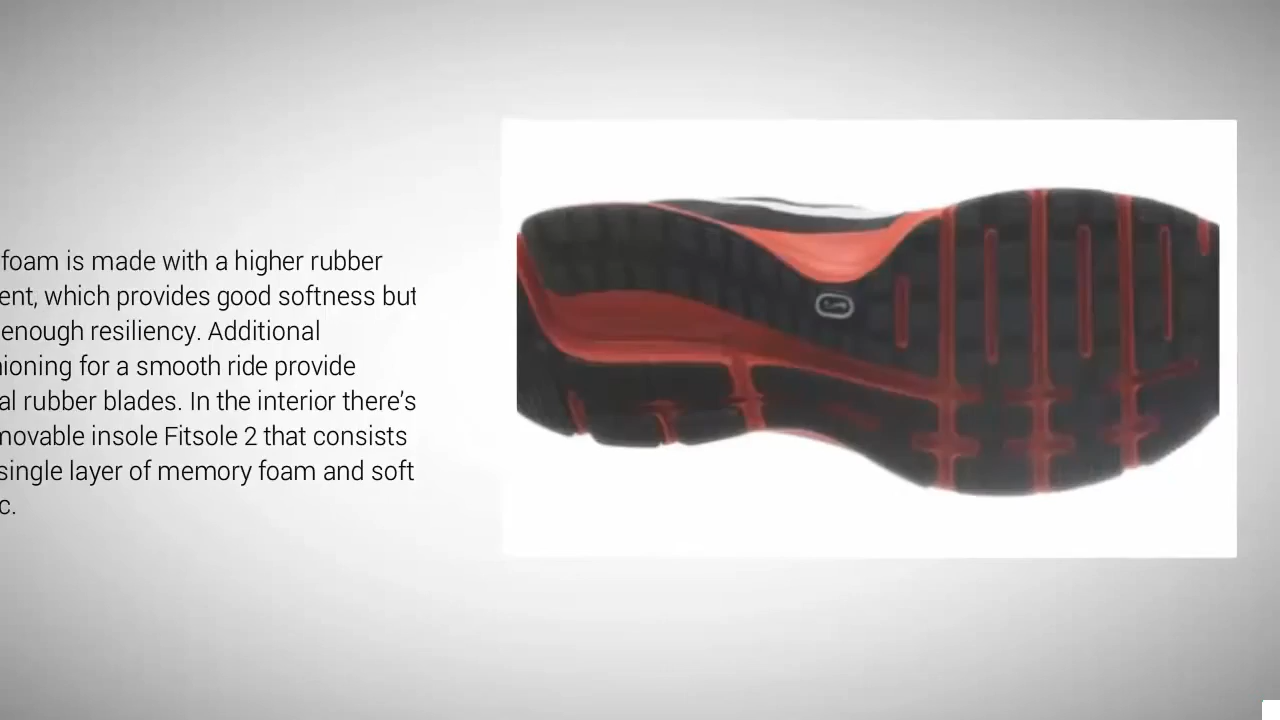 foam is made with a higher rubber
ent, which provides good softness but
enough resiliency. Additional
ioning for a smooth ride provide
al rubber blades. In the interior there's
movable insole Fitsole 2 that consists
single layer of memory foam and soft
c.